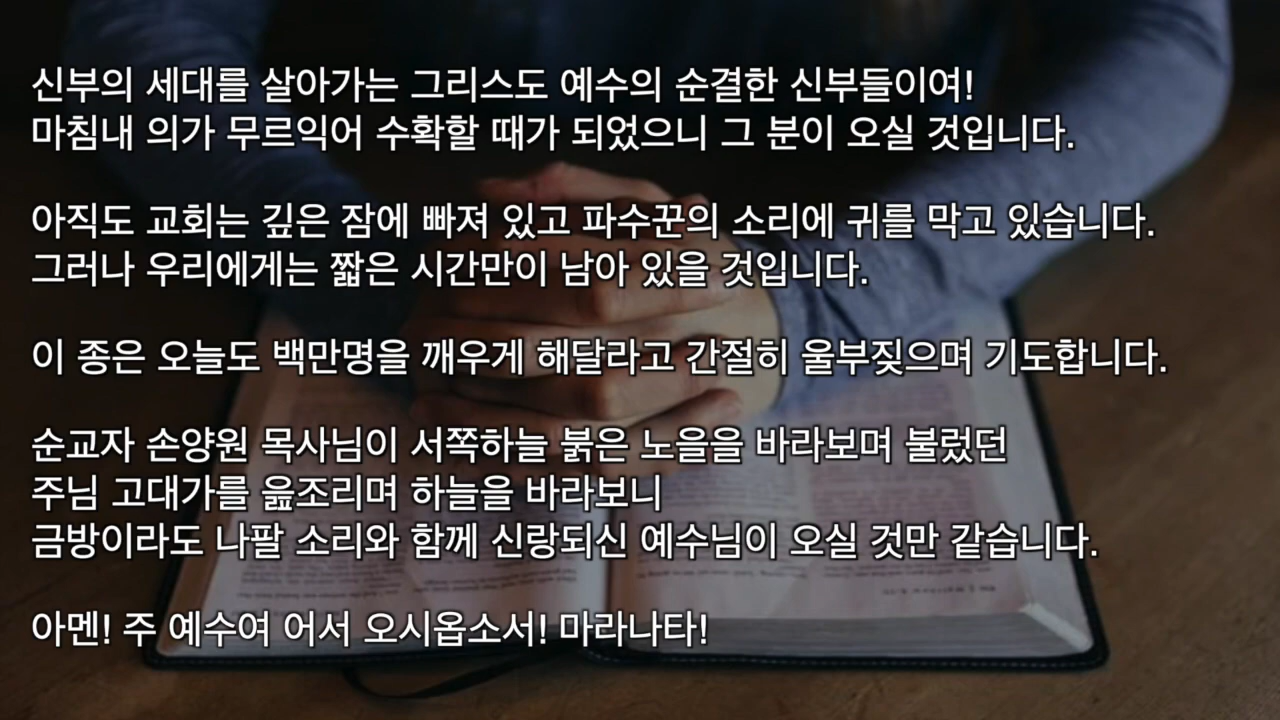 신부의 세대를 살아가는 그리스도 예수의 순결한 신부들이여!
마침내 의가 무르익어 수확할 때가 되었으니 그 분이 오실 것입니다.
아직도 교회는 깊은 잠에 빠져 있고 파수꾼의 소리에 귀를 막고 있습니다.
그러나 우리에게는 짧은 시간만이 남아 있을 것입니다.
이 종은 오늘도 백만명을 깨우게 해달라고 간절히 울부짖으며 기도합니다.
순교자 손양원 목사님이 서쪽하늘 붉은 노을을 바라보며 불렀던
주님 고대가를 읊조리며 하늘을 바라보니
금방이라도 나팔 소리와 함께 신랑되신 예수님이 오실 것만 같습니다.
아멘! 주 예수여 어서 오시옵소서! 마라나타!